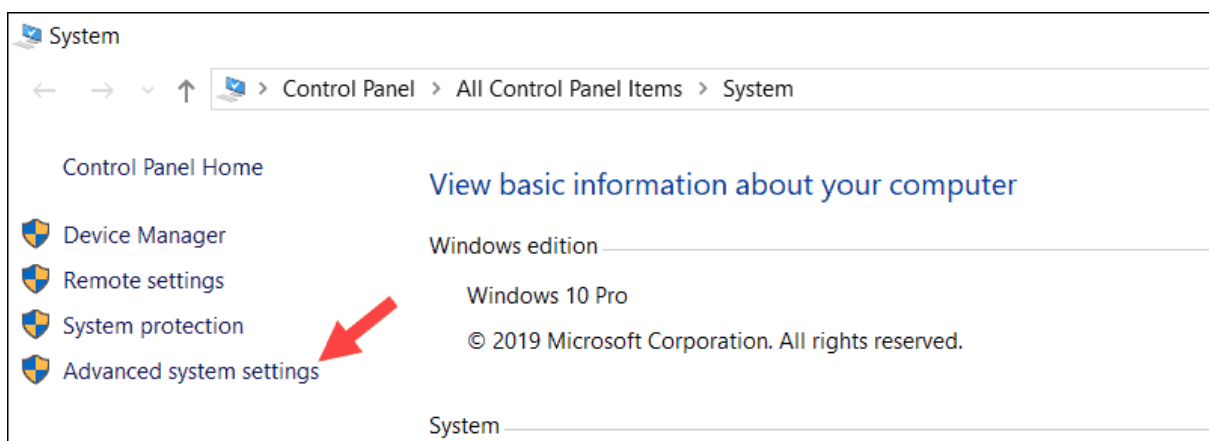 System
Control Panel > All Control Panel Items > System
Control Panel Home
Device Manager
Remote settings
System protection
Advanced system settings
View basic information about your computer
Windows edition
Windows 10 Pro
© 2019 Microsoft Corporation. All rights reserved.
System